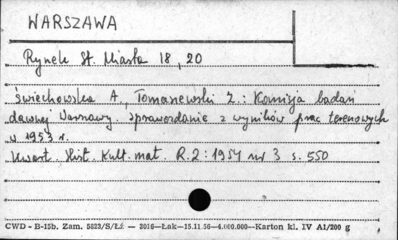 WARSZAWA
Rynek St. Miasta 18, 20
Świechowska A., Tomaszewski Z.: Komisja badań
dawnej Warszawy. Sprawozdanie z wyników prac terenowych
w 1953 r.
Kwart. Hist. Kult. mat. R.2: 1954 nr 3 s. 550
CWD - B-15b. Zam. 5823/S/Łź — 3016—Łak—15.11.56—4.000.000—Karton kl. IV A1/200 g